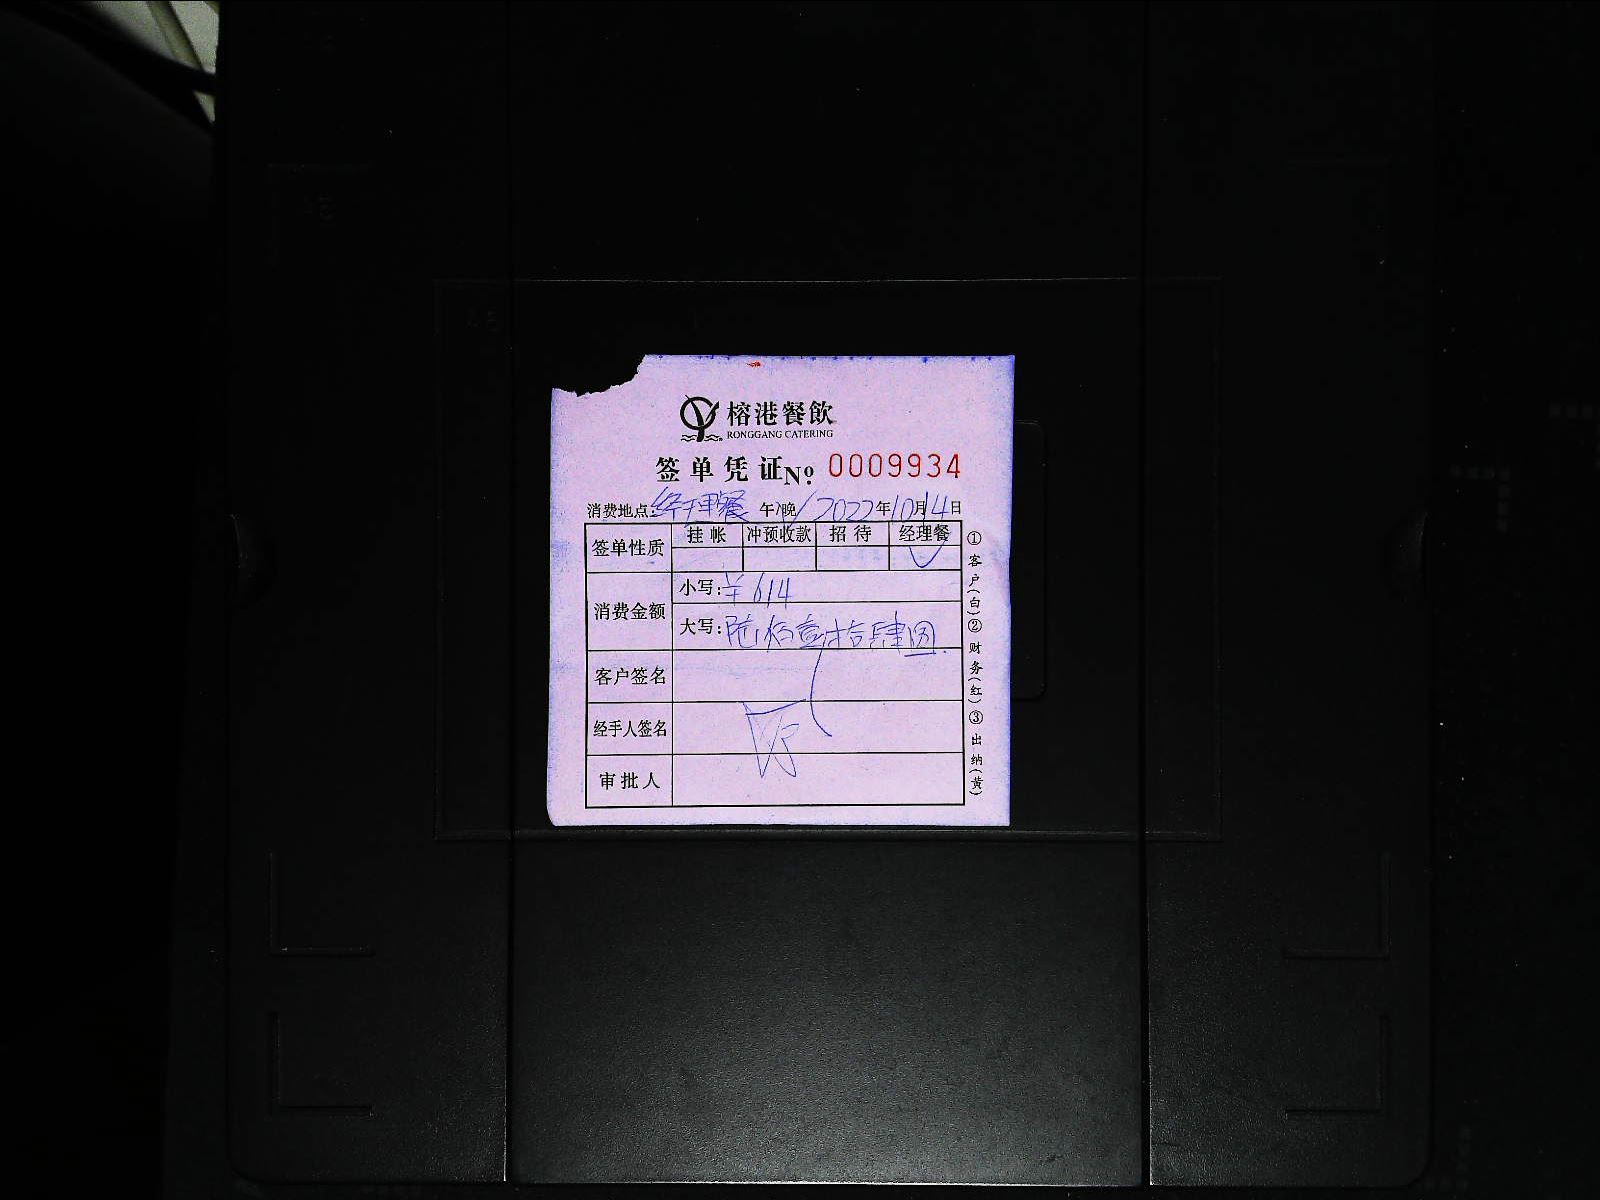 榕港餐飲
RONGGANG CATERING
签单凭证№: 0009934
消费地点:经理餐 午/晚√ 2022年10月14日
签单性质 挂帐 冲预收款 招待 经理餐
√
消费金额 小写:¥614
大写:陆佰壹拾肆圆
客户签名
经手人签名
审批人
①客户(白)②财务(红)③出纳(黄)